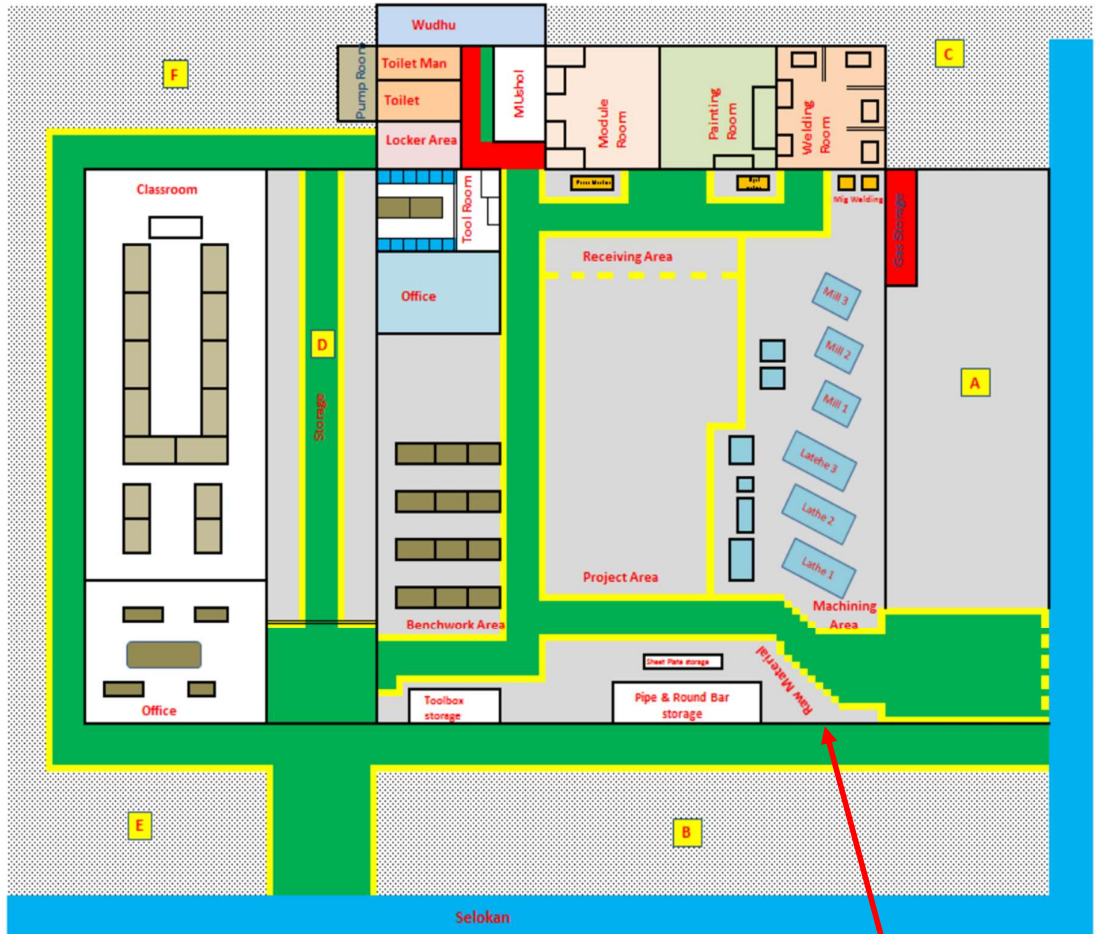 Wudhu
F
Pump Room
Toilet Man
Toilet
Locker Area
MUshol
Module
Room
Painting
Room
Welding
Room
C
Classroom
Tool Room
Office
Mig Welding
Gas Storage
Receiving Area
D
Storage
Mill 3
Mill 2
Mill 1
A
Latehe 3
Lathe 2
Lathe 1
Project Area
Machining
Area
Benchwork Area
Sheet Plate storage
Raw Material
Toolbox
storage
Pipe & Round Bar
storage
Office
E
B
Selokan